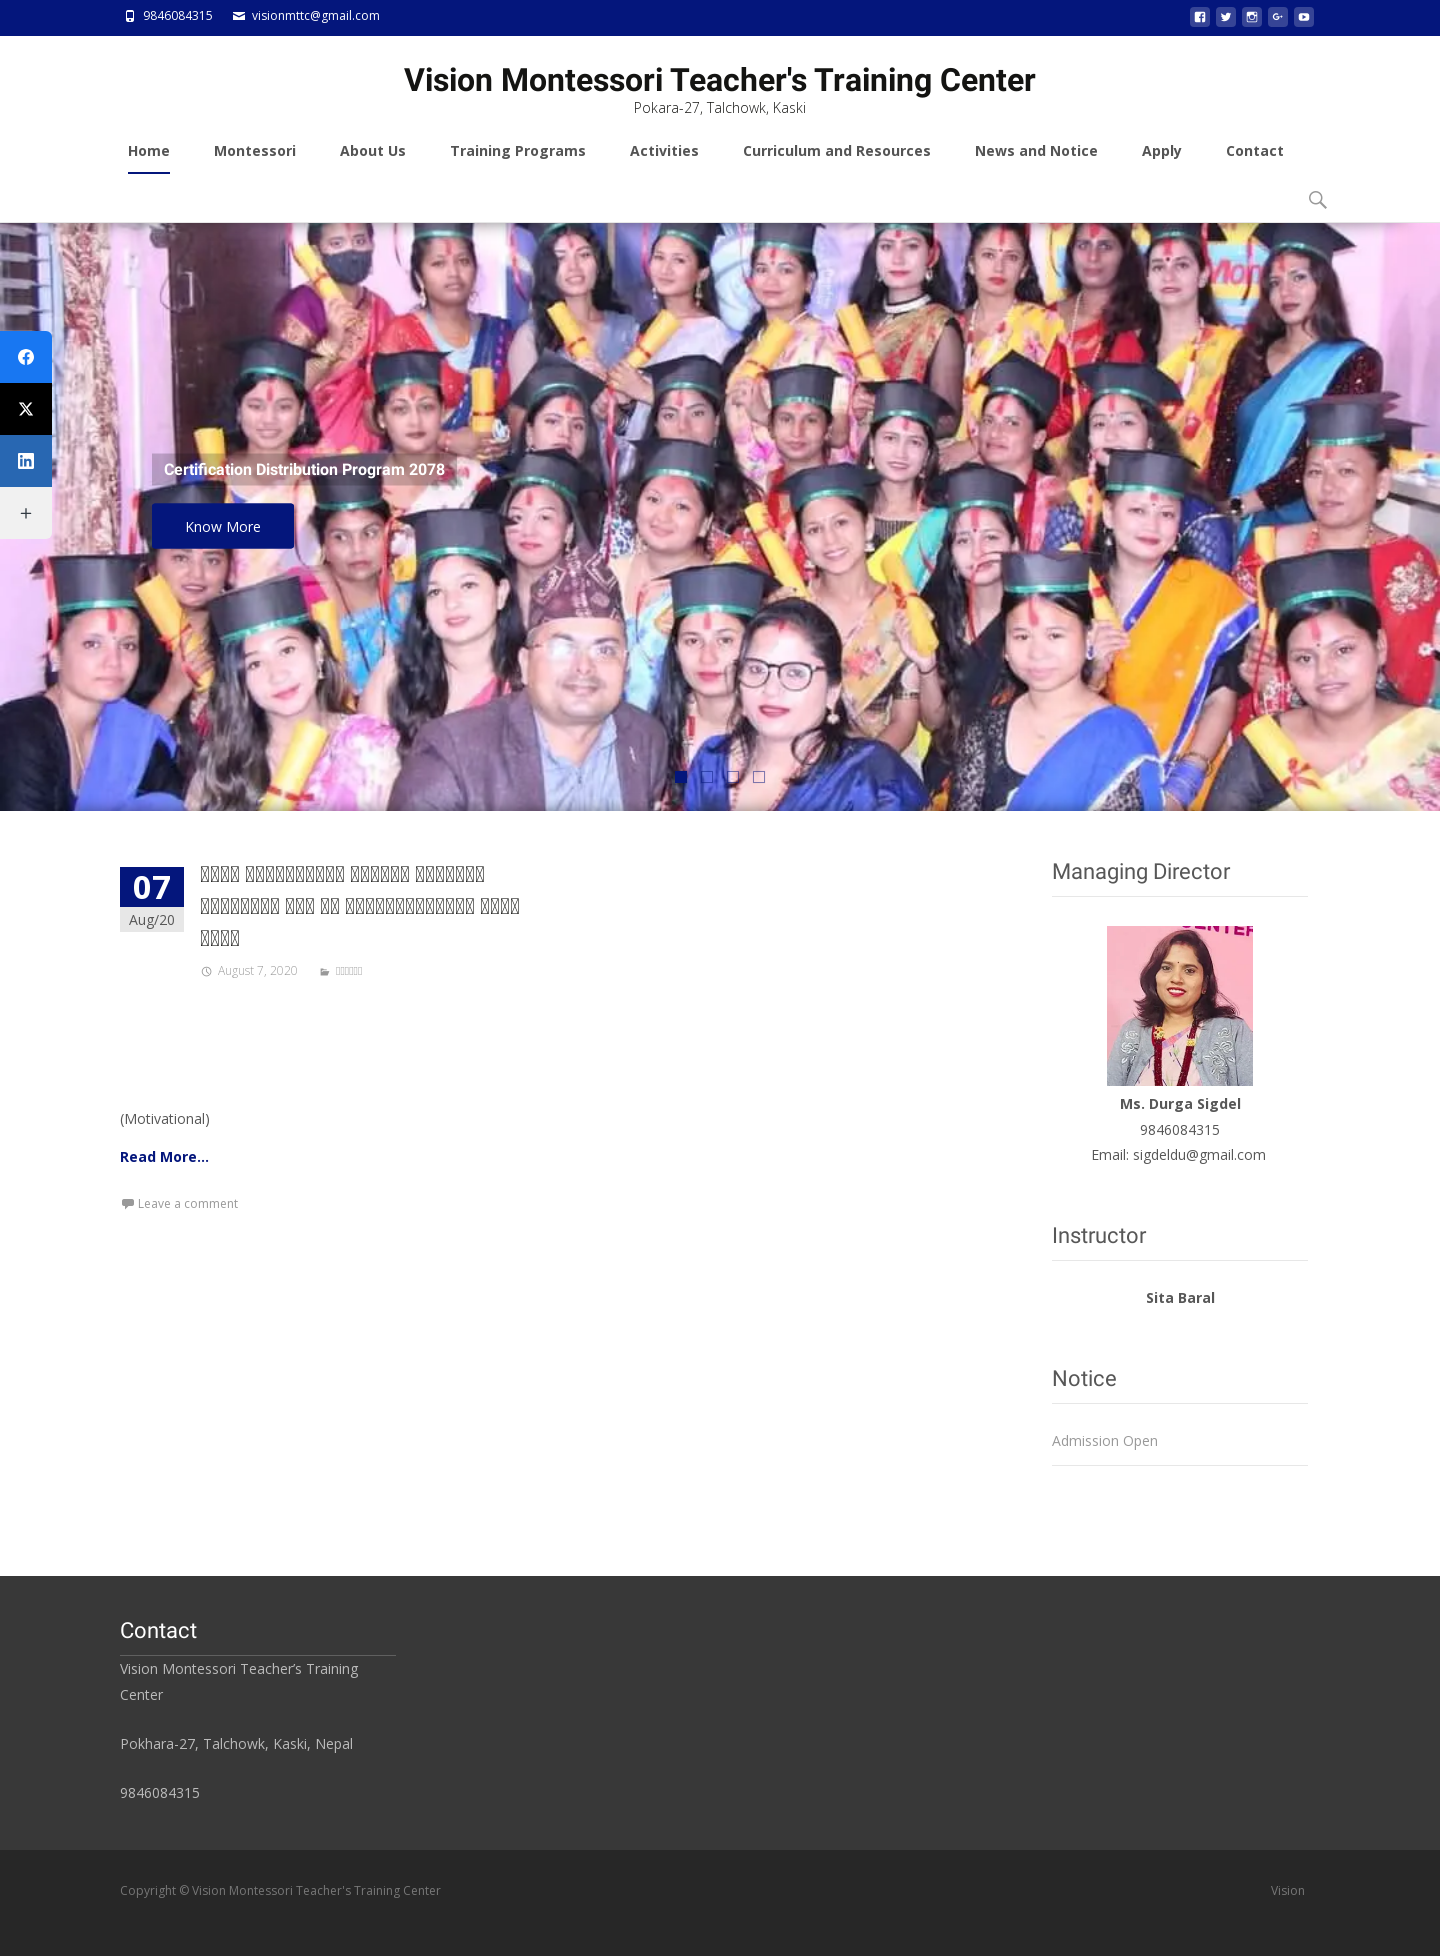 9846084315
visionmttc@gmail.com
Vision Montessori Teacher's Training Center
Pokara-27, Talchowk, Kaski
Home Montessori About Us Training Programs Activities Curriculum and Resources News and Notice Apply Contact
Mon
Certification Distribution Program 2078
Know More
07
Aug/20
August 7, 2020
(Motivational)
Read More...
Leave a comment
Managing Director
CENTER
Ms. Durga Sigdel
9846084315
Email: sigdeldu@gmail.com
Instructor
Sita Baral
Notice
Admission Open
Contact
Vision Montessori Teacher’s Training
Center
Pokhara-27, Talchowk, Kaski, Nepal
9846084315
Copyright © Vision Montessori Teacher's Training Center
Vision